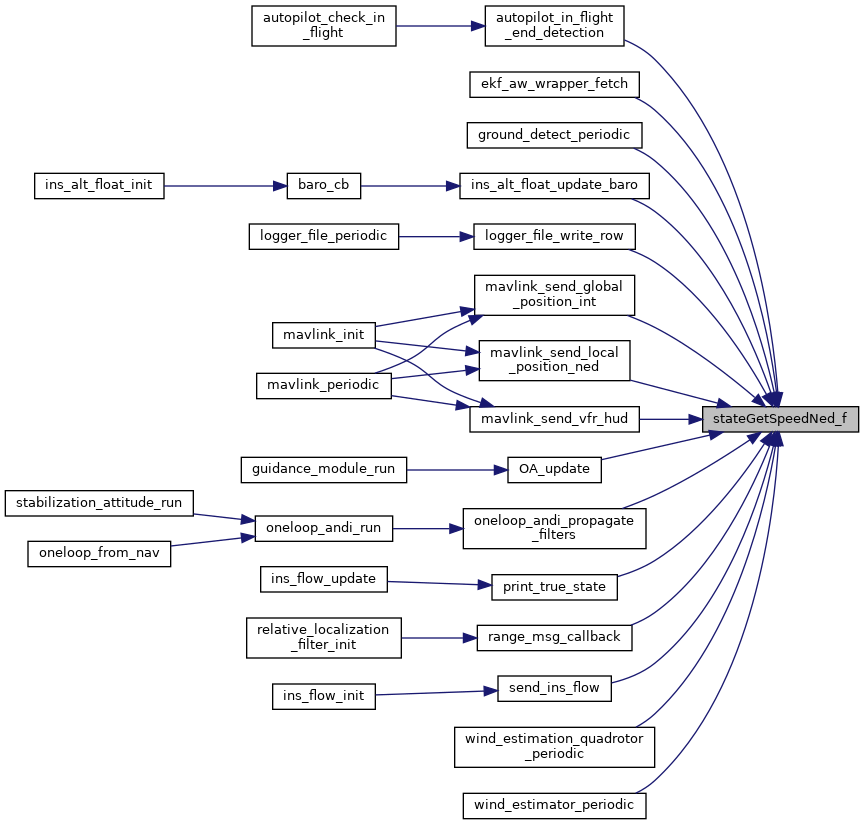 autopilot_check_in
_flight
autopilot_in_flight
_end_detection
ekf_aw_wrapper_fetch
ground_detect_periodic
ins_alt_float_init
baro_cb
ins_alt_float_update_baro
logger_file_periodic
logger_file_write_row
mavlink_send_global
_position_int
mavlink_init
mavlink_send_local
_position_ned
mavlink_periodic
mavlink_send_vfr_hud
stateGetSpeedNed_f
guidance_module_run
OA_update
stabilization_attitude_run
oneloop_andi_run
oneloop_andi_propagate
_filters
oneloop_from_nav
ins_flow_update
print_true_state
relative_localization
_filter_init
range_msg_callback
ins_flow_init
send_ins_flow
wind_estimation_quadrotor
_periodic
wind_estimator_periodic